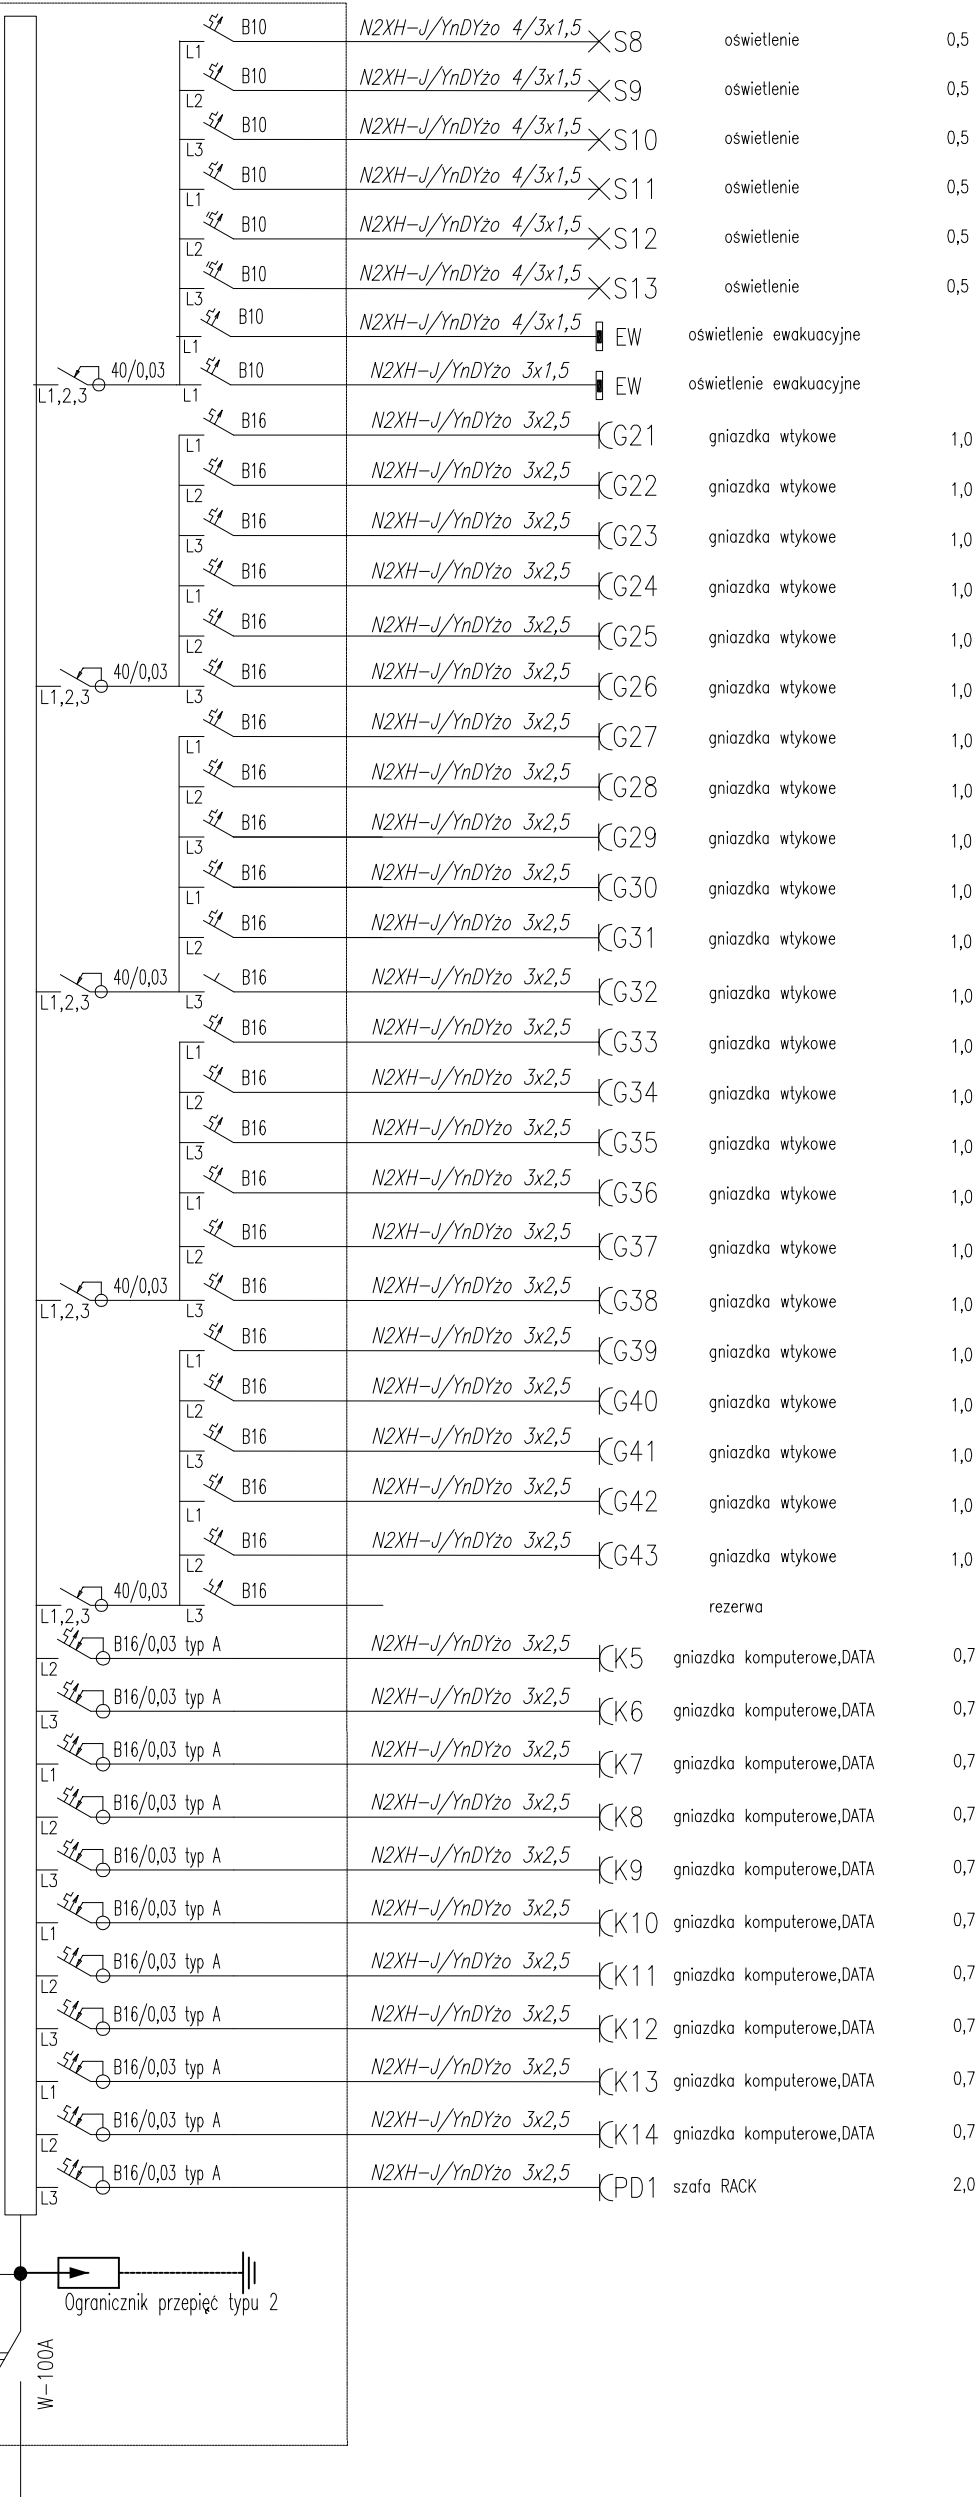 B10 N2XH-J/YnDYżo 4/3x1,5 S8 oświetlenie 0,5
L1
B10 N2XH-J/YnDYżo 4/3x1,5 S9 oświetlenie 0,5
L2
B10 N2XH-J/YnDYżo 4/3x1,5 S10 oświetlenie 0,5
L3
B10 N2XH-J/YnDYżo 4/3x1,5 S11 oświetlenie 0,5
L1
B10 N2XH-J/YnDYżo 4/3x1,5 S12 oświetlenie 0,5
L2
B10 N2XH-J/YnDYżo 4/3x1,5 S13 oświetlenie 0,5
L3
B10 N2XH-J/YnDYżo 4/3x1,5 EW oświetlenie ewakuacyjne
L1
40/0,03 B10 N2XH-J/YnDYżo 3x1,5 EW oświetlenie ewakuacyjne
L1,2,3 L1
B16 N2XH-J/YnDYżo 3x2,5 G21 gniazdka wtykowe 1,0
L1
B16 N2XH-J/YnDYżo 3x2,5 G22 gniazdka wtykowe 1,0
L2
B16 N2XH-J/YnDYżo 3x2,5 G23 gniazdka wtykowe 1,0
L3
B16 N2XH-J/YnDYżo 3x2,5 G24 gniazdka wtykowe 1,0
L1
B16 N2XH-J/YnDYżo 3x2,5 G25 gniazdka wtykowe 1,0
L2
40/0,03 B16 N2XH-J/YnDYżo 3x2,5 G26 gniazdka wtykowe 1,0
L1,2,3 L3
B16 N2XH-J/YnDYżo 3x2,5 G27 gniazdka wtykowe 1,0
L1
B16 N2XH-J/YnDYżo 3x2,5 G28 gniazdka wtykowe 1,0
L2
B16 N2XH-J/YnDYżo 3x2,5 G29 gniazdka wtykowe 1,0
L3
B16 N2XH-J/YnDYżo 3x2,5 G30 gniazdka wtykowe 1,0
L1
B16 N2XH-J/YnDYżo 3x2,5 G31 gniazdka wtykowe 1,0
L2
40/0,03 B16 N2XH-J/YnDYżo 3x2,5 G32 gniazdka wtykowe 1,0
L1,2,3 L3
B16 N2XH-J/YnDYżo 3x2,5 G33 gniazdka wtykowe 1,0
L1
B16 N2XH-J/YnDYżo 3x2,5 G34 gniazdka wtykowe 1,0
L2
B16 N2XH-J/YnDYżo 3x2,5 G35 gniazdka wtykowe 1,0
L3
B16 N2XH-J/YnDYżo 3x2,5 G36 gniazdka wtykowe 1,0
L1
B16 N2XH-J/YnDYżo 3x2,5 G37 gniazdka wtykowe 1,0
L2
40/0,03 B16 N2XH-J/YnDYżo 3x2,5 G38 gniazdka wtykowe 1,0
L1,2,3 L3
B16 N2XH-J/YnDYżo 3x2,5 G39 gniazdka wtykowe 1,0
L1
B16 N2XH-J/YnDYżo 3x2,5 G40 gniazdka wtykowe 1,0
L2
B16 N2XH-J/YnDYżo 3x2,5 G41 gniazdka wtykowe 1,0
L3
B16 N2XH-J/YnDYżo 3x2,5 G42 gniazdka wtykowe 1,0
L1
B16 N2XH-J/YnDYżo 3x2,5 G43 gniazdka wtykowe 1,0
L2
40/0,03 B16 rezerwa
L1,2,3 L3
B16/0,03 typ A N2XH-J/YnDYżo 3x2,5 K5 gniazdka komputerowe,DATA 0,7
L2
B16/0,03 typ A N2XH-J/YnDYżo 3x2,5 K6 gniazdka komputerowe,DATA 0,7
L3
B16/0,03 typ A N2XH-J/YnDYżo 3x2,5 K7 gniazdka komputerowe,DATA 0,7
L1
B16/0,03 typ A N2XH-J/YnDYżo 3x2,5 K8 gniazdka komputerowe,DATA 0,7
L2
B16/0,03 typ A N2XH-J/YnDYżo 3x2,5 K9 gniazdka komputerowe,DATA 0,7
L3
B16/0,03 typ A N2XH-J/YnDYżo 3x2,5 K10 gniazdka komputerowe,DATA 0,7
L1
B16/0,03 typ A N2XH-J/YnDYżo 3x2,5 K11 gniazdka komputerowe,DATA 0,7
L2
B16/0,03 typ A N2XH-J/YnDYżo 3x2,5 K12 gniazdka komputerowe,DATA 0,7
L3
B16/0,03 typ A N2XH-J/YnDYżo 3x2,5 K13 gniazdka komputerowe,DATA 0,7
L1
B16/0,03 typ A N2XH-J/YnDYżo 3x2,5 K14 gniazdka komputerowe,DATA 0,7
L2
B16/0,03 typ A N2XH-J/YnDYżo 3x2,5 PD1 szafa RACK 2,0
L3
Ogranicznik przepięć typu 2
W-100A